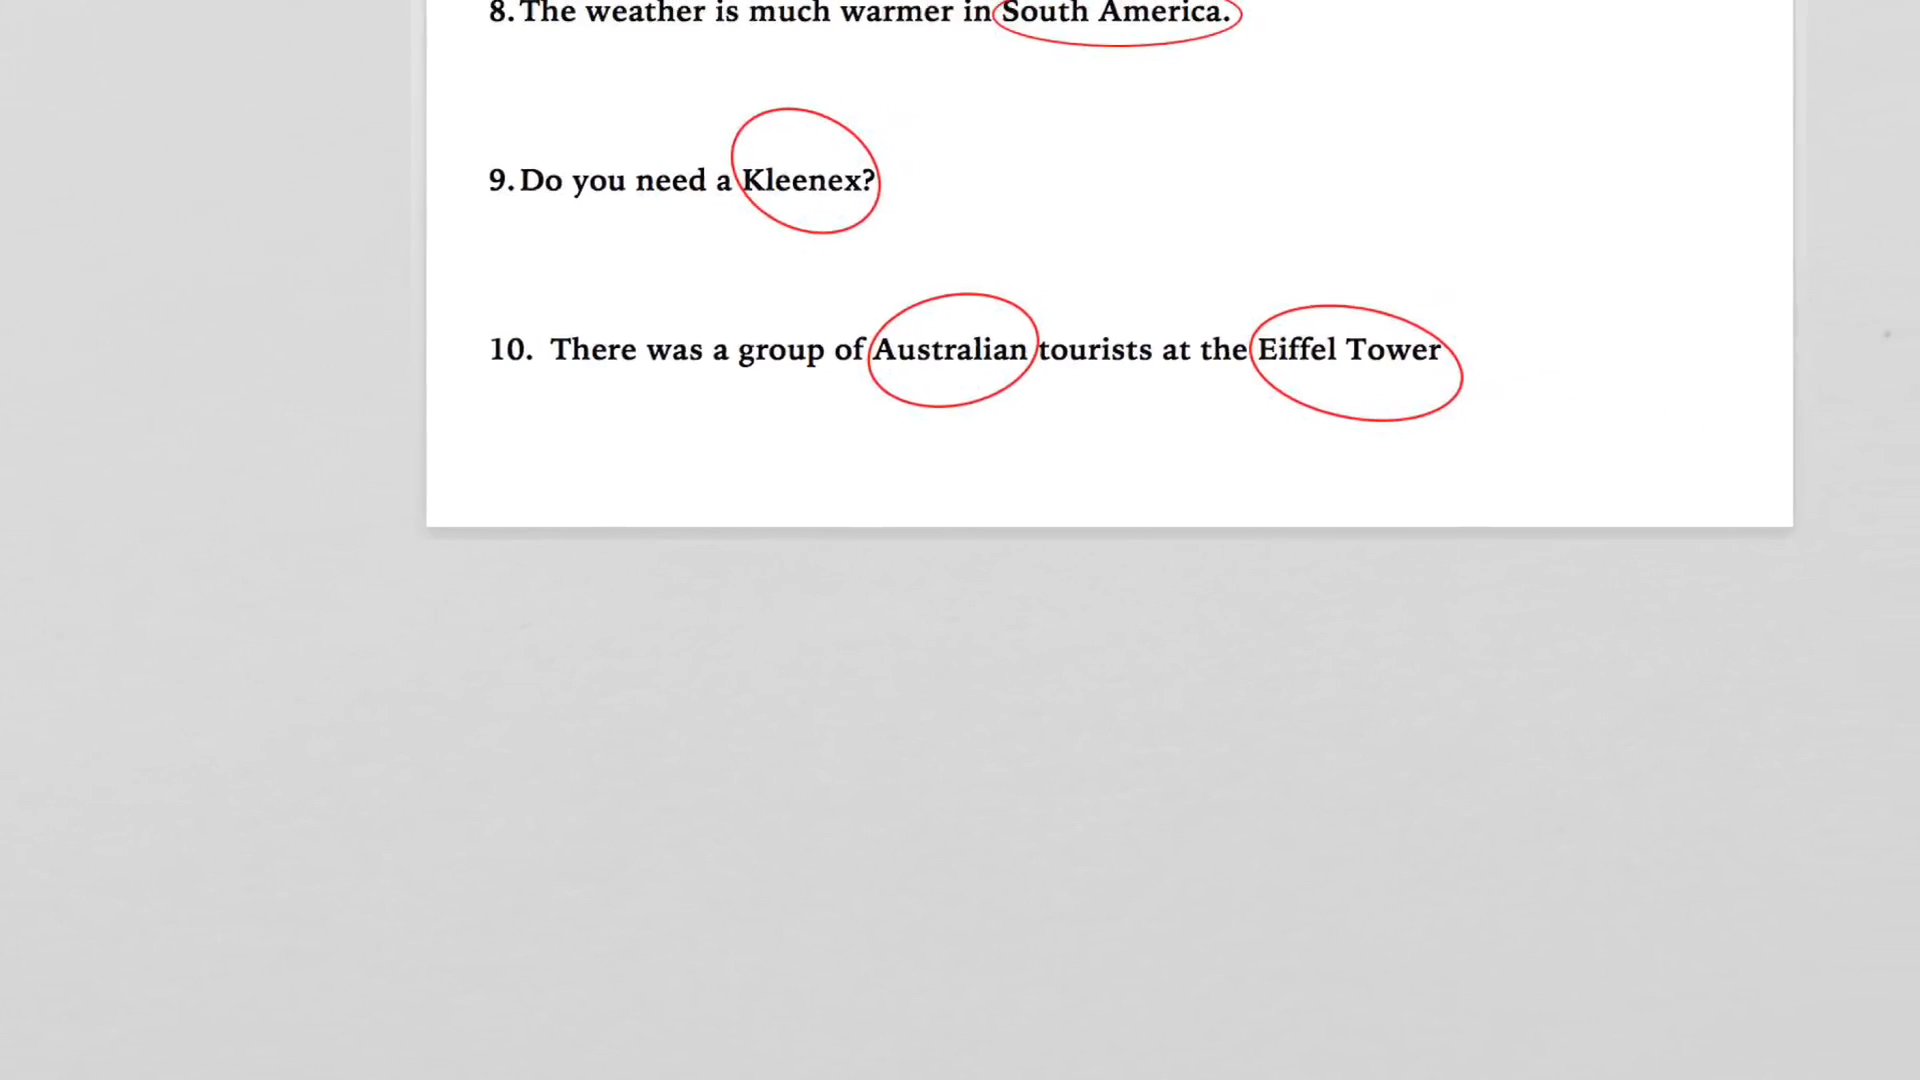 8. The weather is much warmer in South America.
9. Do you need a Kleenex?
10. There was a group of Australian tourists at the Eiffel Tower